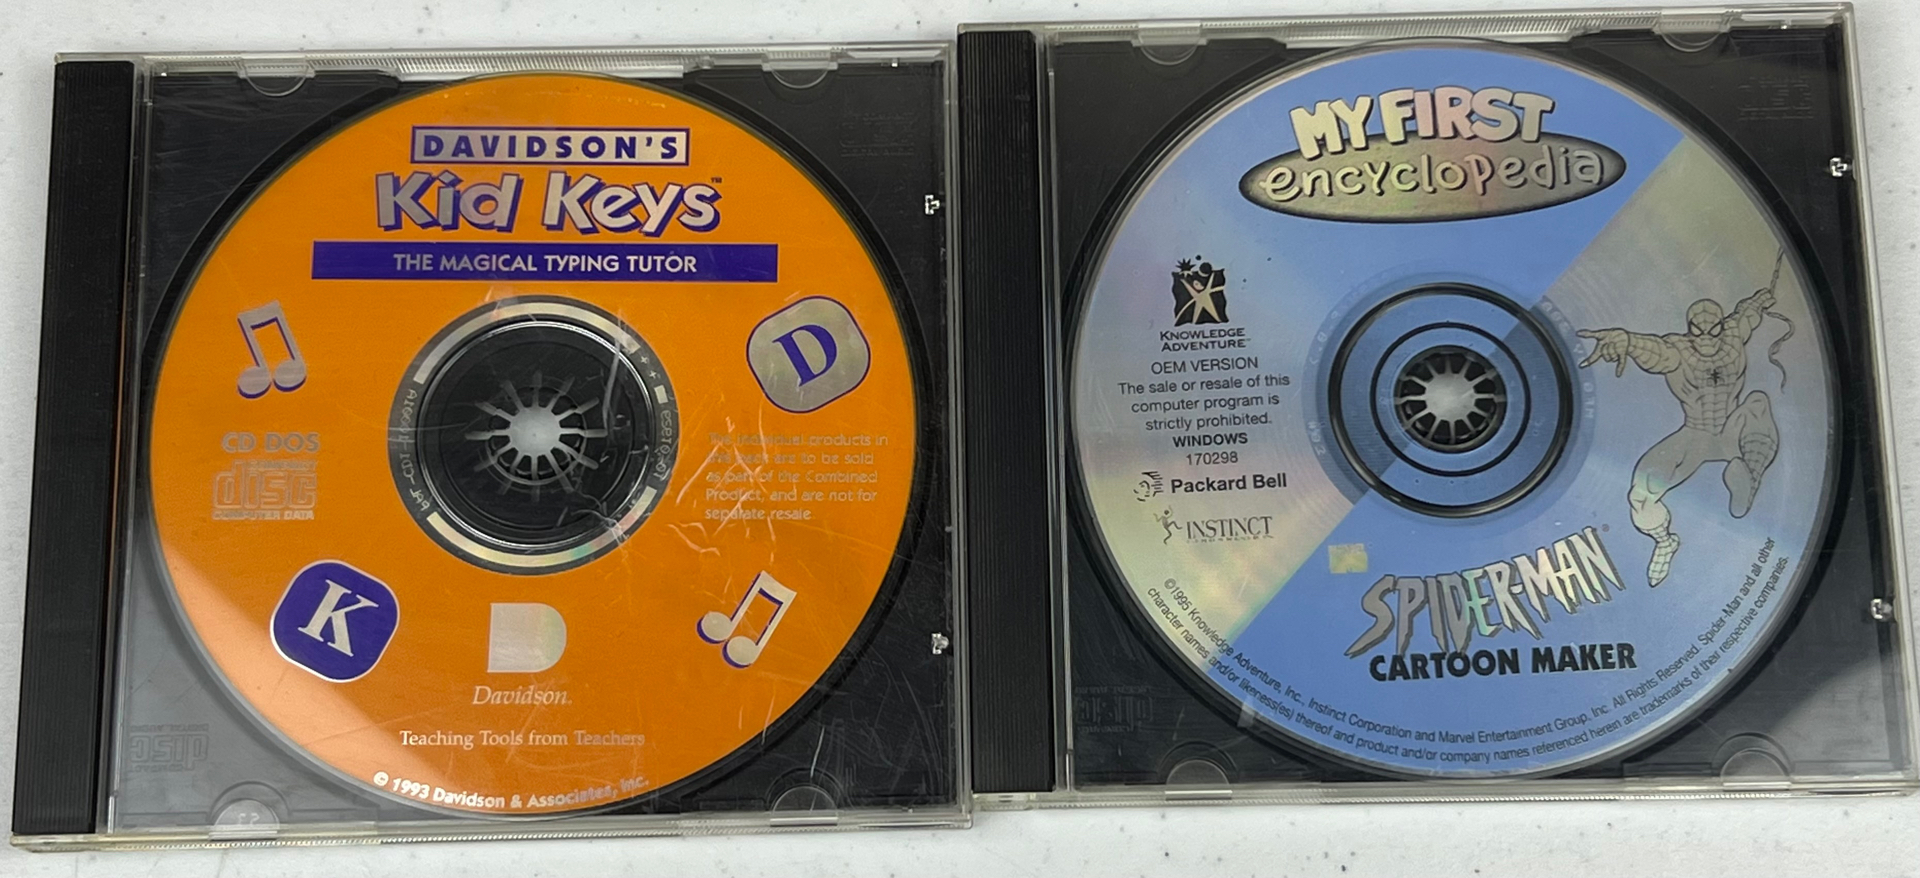 DAVIDSON'S
Kid Keys™
THE MAGICAL TYPING TUTOR
D
CD DOS
COMPACT
disc
COMPUTER DATA
The individual products in
this pack are to be sold
as part of the Combined
Product, and are not for
separate resale.
K
Davidson.
Teaching Tools from Teachers
© 1993 Davidson & Associates, Inc.
MY FIRST
encyclopedia
KNOWLEDGE
ADVENTURE™
OEM VERSION
The sale or resale of this
computer program is
strictly prohibited.
WINDOWS
170298
Packard Bell
INSTINCT
SPIDER-MAN®
CARTOON MAKER
©1995 Knowledge Adventure, Inc., Instinct Corporation and Marvel Entertainment Group, Inc. All Rights Reserved. Spider-Man and all other
character names and/or likeness(es) thereof and product and/or company names referenced herein are trademarks of their respective companies.